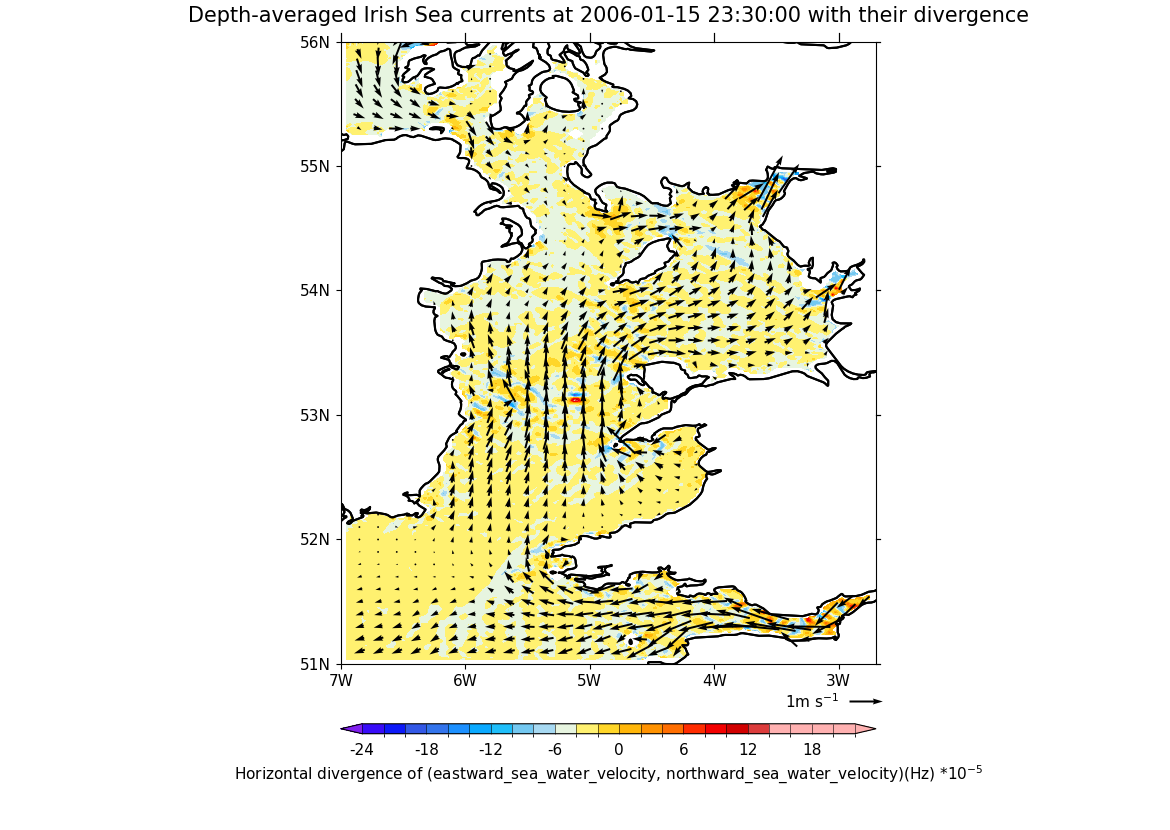 Depth-averaged Irish Sea currents at 2006-01-15 23:30:00 with their divergence
56N
55N
54N
53N
52N
51N
7W 6W 5W 4W 3W
1m s⁻¹
-24 -18 -12 -6 0 6 12 18
Horizontal divergence of (eastward_sea_water_velocity, northward_sea_water_velocity)(Hz) *10⁻⁵